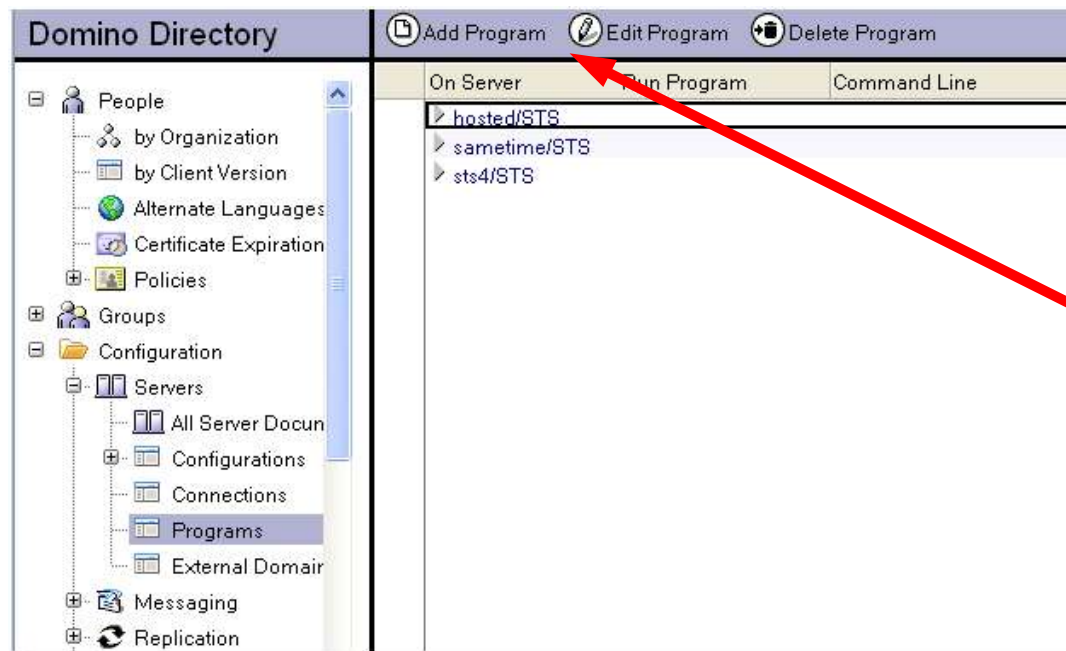 Domino Directory
Add Program Edit Program Delete Program
On Server Run Program Command Line
hosted/STS
sametime/STS
sts4/STS
People
by Organization
by Client Version
Alternate Languages
Certificate Expiration
Policies
Groups
Configuration
Servers
All Server Docun
Configurations
Connections
Programs
External Domair
Messaging
Replication